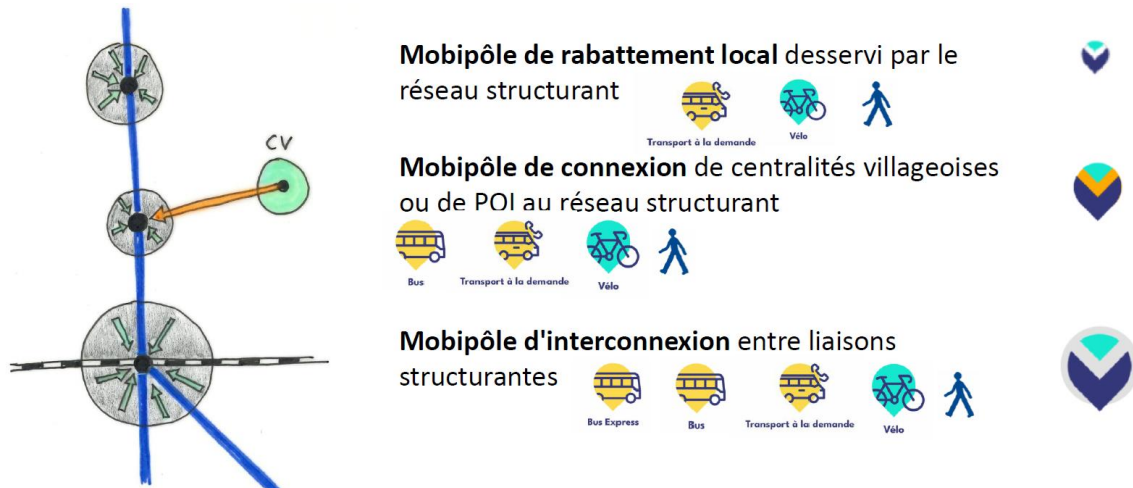 CV
Mobipôle de rabattement local desservi par le
réseau structurant
Transport à la demande
Vélo
Mobipôle de connexion de centralités villageoises
ou de POI au réseau structurant
Bus
Transport à la demande
Vélo
Mobipôle d'interconnexion entre liaisons
structurantes
Bus Express
Bus
Transport à la demande
Vélo